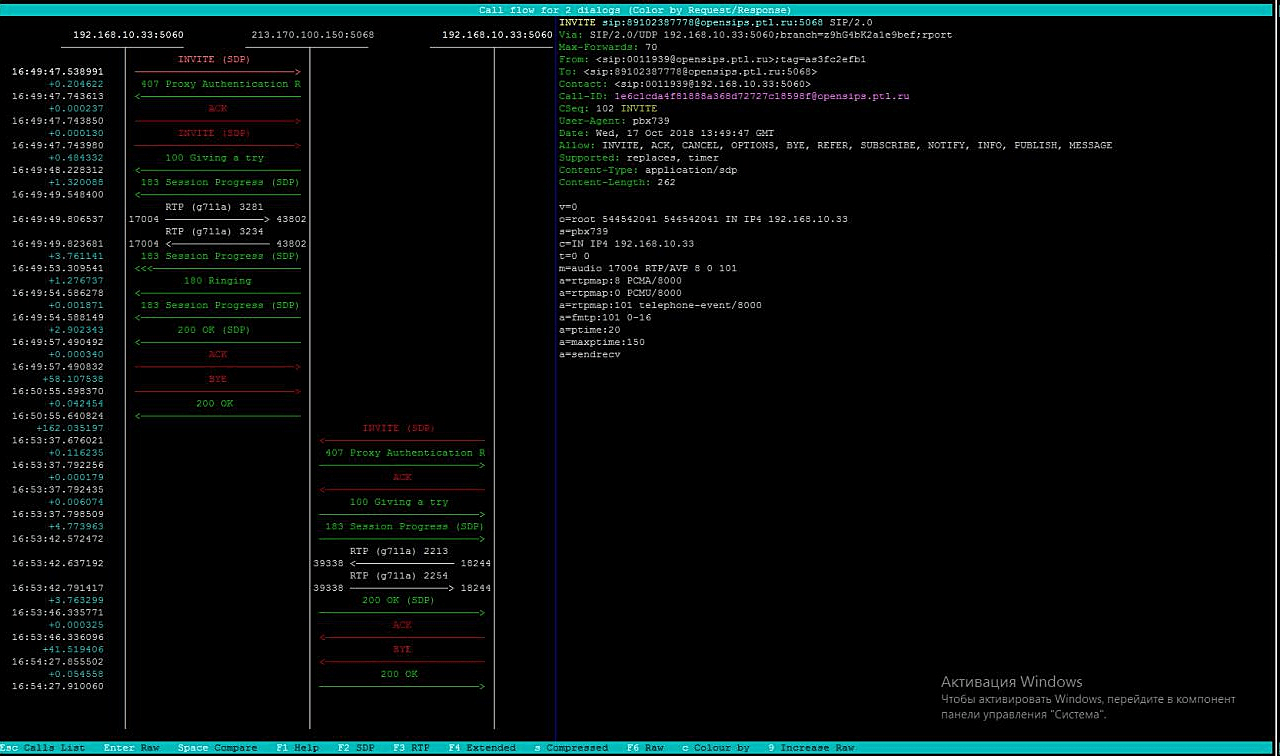 Call flow for 2 dialogs (Color by Request/Response)
192.168.10.33:5060 213.170.100.150:5068 192.168.10.33:5060
INVITE (SDP)
16:49:47.538991
+0.204622 407 Proxy Authentication R
16:49:47.743613
+0.000237 ACK
16:49:47.743850
+0.000130 INVITE (SDP)
16:49:47.743980
+0.484332 100 Giving a try
16:49:48.228312
+1.320088 183 Session Progress (SDP)
16:49:49.548400
RTP (g711a) 3281
16:49:49.806537 17004 43802
RTP (g711a) 3234
16:49:49.823681 17004 43802
+3.761141 183 Session Progress (SDP)
16:49:53.309541
+1.276737 180 Ringing
16:49:54.586278
+0.001871 183 Session Progress (SDP)
16:49:54.588149
+2.902343 200 OK (SDP)
16:49:57.490492
+0.000340 ACK
16:49:57.490832
+58.107538 BYE
16:50:55.598370
+0.042454 200 OK
16:50:55.640824
+162.035197 INVITE (SDP)
16:53:37.676021
+0.116235 407 Proxy Authentication R
16:53:37.792256
+0.000179 ACK
16:53:37.792435
+0.006074 100 Giving a try
16:53:37.798509
+4.773963 183 Session Progress (SDP)
16:53:42.572472
RTP (g711a) 2213
16:53:42.637192 39338 18244
RTP (g711a) 2254
16:53:42.791417 39338 18244
+3.763299 200 OK (SDP)
16:53:46.335771
+0.000325 ACK
16:53:46.336096
+41.519406 BYE
16:54:27.855502
+0.054558 200 OK
16:54:27.910060
INVITE sip:89102387778@opensips.ptl.ru:5068 SIP/2.0
Via: SIP/2.0/UDP 192.168.10.33:5060;branch=z9hG4bK2a1e9bef;rport
Max-Forwards: 70
From: <sip:0011939@opensips.ptl.ru>;tag=as3fc2efb1
To: <sip:89102387778@opensips.ptl.ru:5068>
Contact: <sip:0011939@192.168.10.33:5060>
Call-ID: 1e6c1cda4f81888a368d72727c18598f@opensips.ptl.ru
CSeq: 102 INVITE
User-Agent: pbx739
Date: Wed, 17 Oct 2018 13:49:47 GMT
Allow: INVITE, ACK, CANCEL, OPTIONS, BYE, REFER, SUBSCRIBE, NOTIFY, INFO, PUBLISH, MESSAGE
Supported: replaces, timer
Content-Type: application/sdp
Content-Length: 262
v=0
o=root 544542041 544542041 IN IP4 192.168.10.33
s=pbx739
c=IN IP4 192.168.10.33
t=0 0
m=audio 17004 RTP/AVP 8 0 101
a=rtpmap:8 PCMA/8000
a=rtpmap:0 PCMU/8000
a=rtpmap:101 telephone-event/8000
a=fmtp:101 0-16
a=ptime:20
a=maxptime:150
a=sendrecv
Активация Windows
Чтобы активировать Windows, перейдите в компонент
панели управления "Система".
Esc Calls List Enter Raw Space Compare F1 Help F2 SDP F3 RTP F4 Extended s Compressed F6 Raw c Colour by 9 Increase Raw